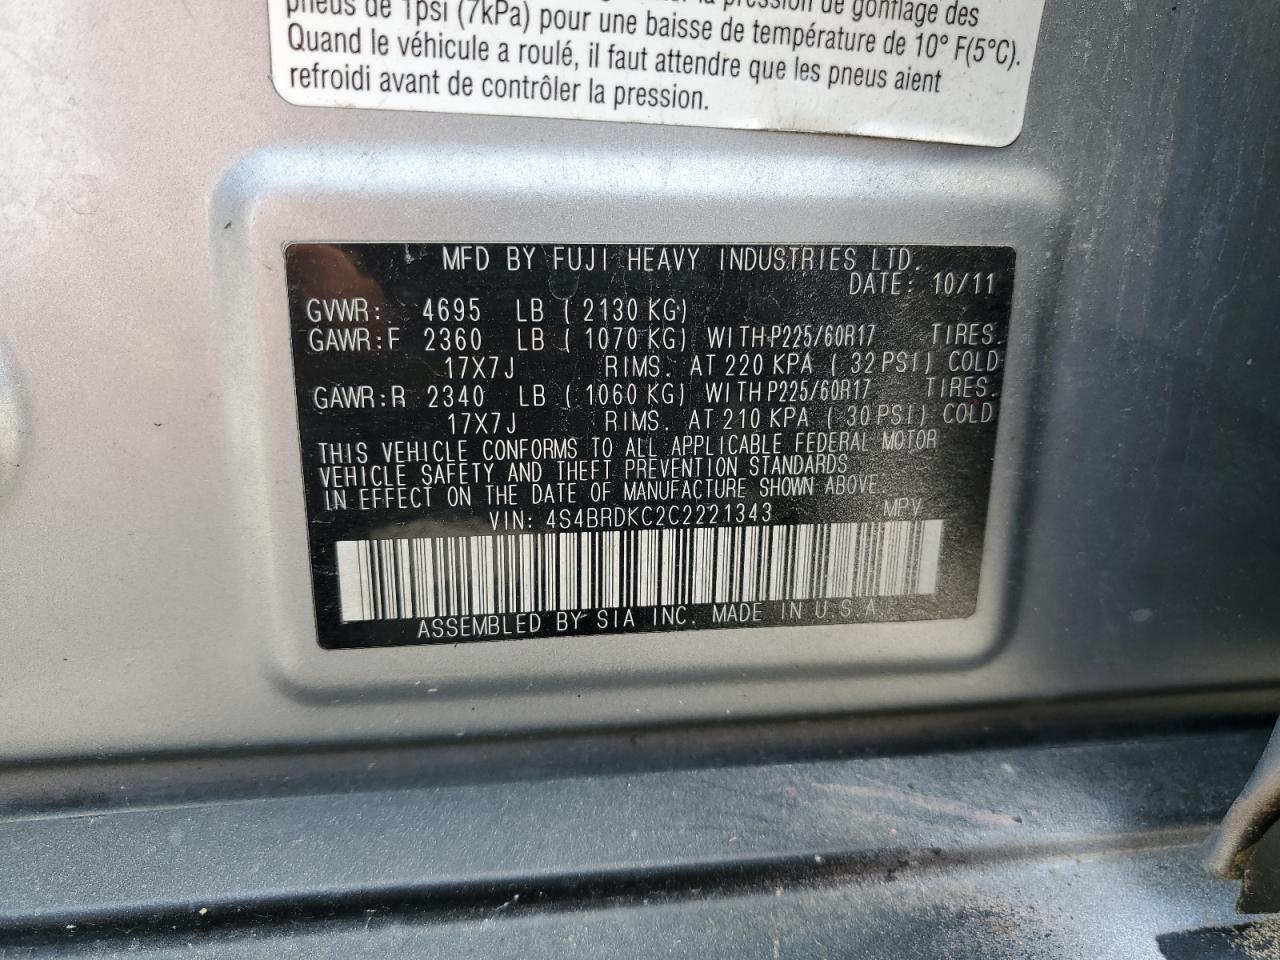 pneus de 1psi (7kPa) pour une baisse de température de 10° F(5°C).
Quand le véhicule a roulé, il faut attendre que les pneus aient
refroidi avant de contrôler la pression.
MFD BY FUJI HEAVY INDUSTRIES LTD.
DATE: 10/11
GVWR: 4695 LB ( 2130 KG)
GAWR:F 2360 LB ( 1070 KG) WITH P225/60R17 TIRES.
17X7J RIMS. AT 220 KPA ( 32 PSI) COLD
GAWR:R 2340 LB ( 1060 KG) WITH P225/60R17 TIRES.
17X7J RIMS. AT 210 KPA ( 30 PSI) COLD
THIS VEHICLE CONFORMS TO ALL APPLICABLE FEDERAL MOTOR
VEHICLE SAFETY AND THEFT PREVENTION STANDARDS
IN EFFECT ON THE DATE OF MANUFACTURE SHOWN ABOVE.
VIN: 4S4BRDKC2C2221343 MPV
ASSEMBLED BY SIA INC. MADE IN U.S.A.